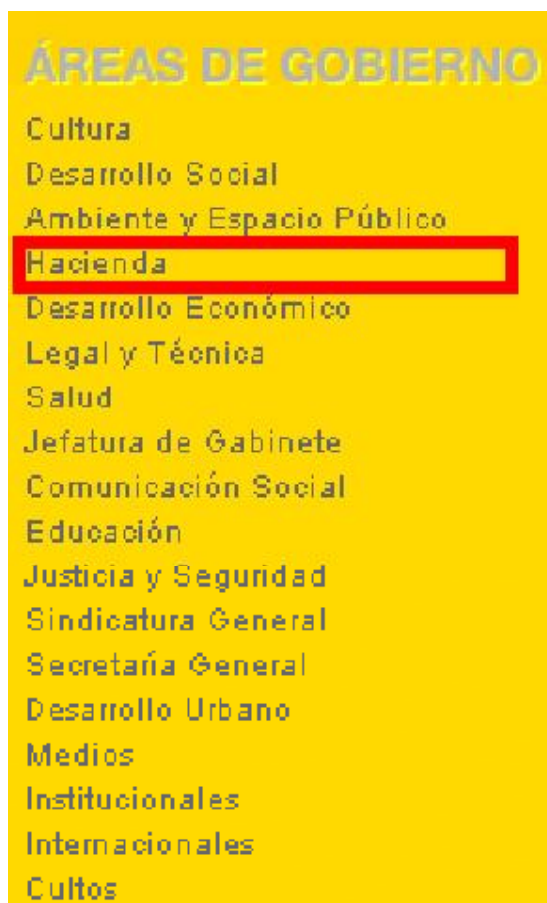 ÁREAS DE GOBIERNO
Cultura
Desarrollo Social
Ambiente y Espacio Público
Hacienda
Desarrollo Económico
Legal y Técnica
Salud
Jefatura de Gabinete
Comunicación Social
Educación
Justicia y Seguridad
Sindicatura General
Secretaría General
Desarrollo Urbano
Medios
Institucionales
Internacionales
Cultos